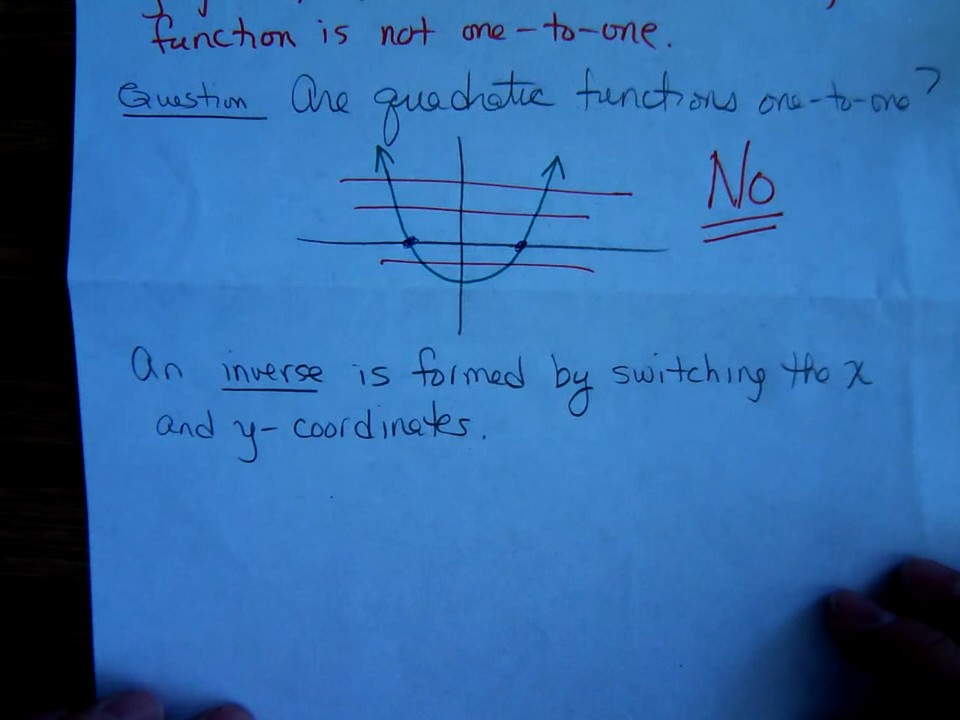 function is not one-to-one.
Question Are quadratic functions one-to-one?
No
An inverse is formed by switching the x
and y-coordinates.